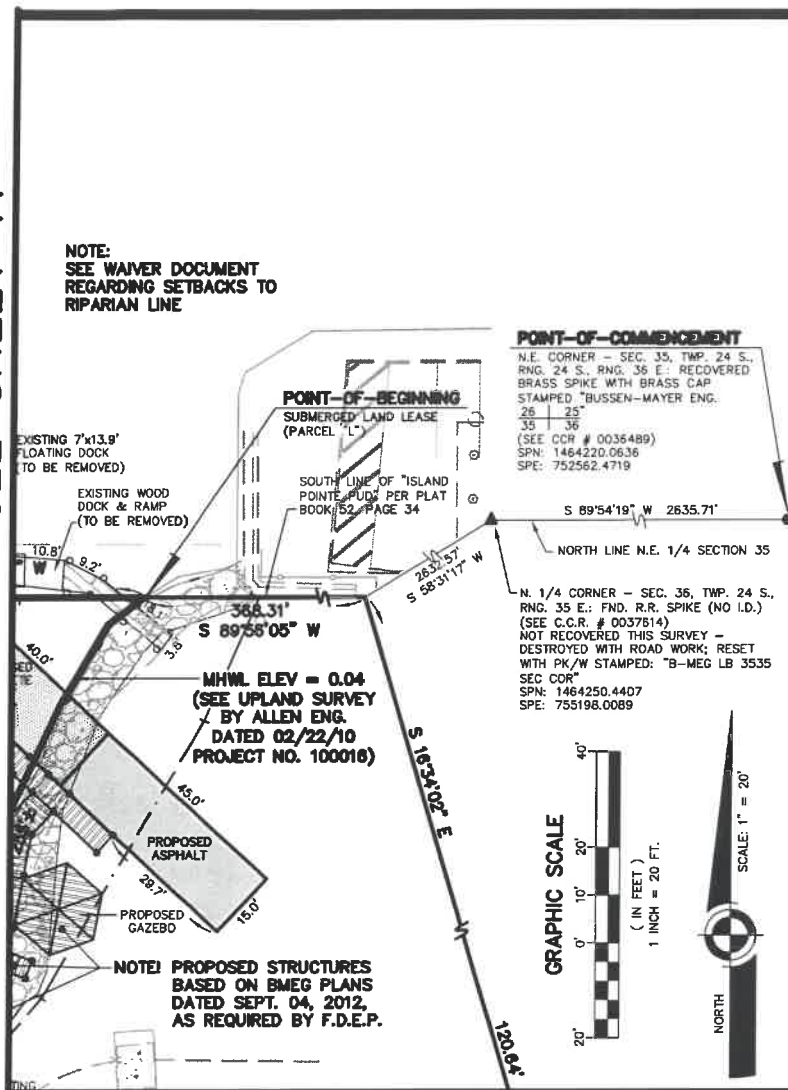 NOTE:
SEE WAIVER DOCUMENT
REGARDING SETBACKS TO
RIPARIAN LINE
POINT-OF-COMMENCEMENT
N.E. CORNER - SEC. 35, TWP. 24 S.,
RNG. 24 S., RNG. 36 E.: RECOVERED
BRASS SPIKE WITH BRASS CAP
STAMPED "BUSSEN-MAYER ENG.
26 25"
35 36
(SEE CCR # 0036489)
SPN: 1464220.0636
SPE: 752562.4719
POINT-OF-BEGINNING
SUBMERGED LAND LEASE
(PARCEL "L")
EXISTING 7'x13.9'
FLOATING DOCK
(TO BE REMOVED)
EXISTING WOOD
DOCK & RAMP
(TO BE REMOVED)
SOUTH LINE OF "ISLAND
POINTE PUD" PER PLAT
BOOK 52, PAGE 34
S 89°54'19" W 2635.71'
NORTH LINE N.E. 1/4 SECTION 35
2632.57'
S 58°31'17" W
10.8'
W
9.2'
3.8'
368.31'
S 89°56'05" W
N. 1/4 CORNER - SEC. 36, TWP. 24 S.,
RNG. 35 E.: FND. R.R. SPIKE (NO I.D.)
(SEE C.C.R. # 0037614)
NOT RECOVERED THIS SURVEY -
DESTROYED WITH ROAD WORK; RESET
WITH PK/W STAMPED: "B-MEG LB 3535
SEC COR"
SPN: 1464250.4407
SPE: 755198.0089
40.0'
MHWL ELEV = 0.04
(SEE UPLAND SURVEY
BY ALLEN ENG.
DATED 02/22/10
PROJECT NO. 100016)
S 16°34'02" E
120.64'
45.0'
PROPOSED
ASPHALT
29.7'
15.0'
PROPOSED
GAZEBO
NOTE! PROPOSED STRUCTURES
BASED ON BMEG PLANS
DATED SEPT. 04, 2012,
AS REQUIRED BY F.D.E.P.
GRAPHIC SCALE
40'
20'
10'
0'
20'
( IN FEET )
1 INCH = 20 FT.
SCALE: 1" = 20'
NORTH